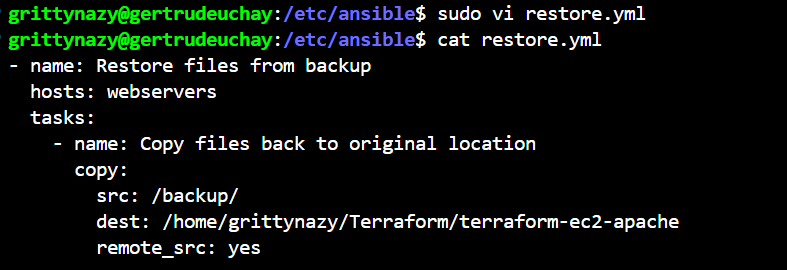 grittynazy@gertrudeuchay:/etc/ansible$ sudo vi restore.yml
grittynazy@gertrudeuchay:/etc/ansible$ cat restore.yml
- name: Restore files from backup
  hosts: webservers
  tasks:
    - name: Copy files back to original location
      copy:
        src: /backup/
        dest: /home/grittynazy/Terraform/terraform-ec2-apache
        remote_src: yes